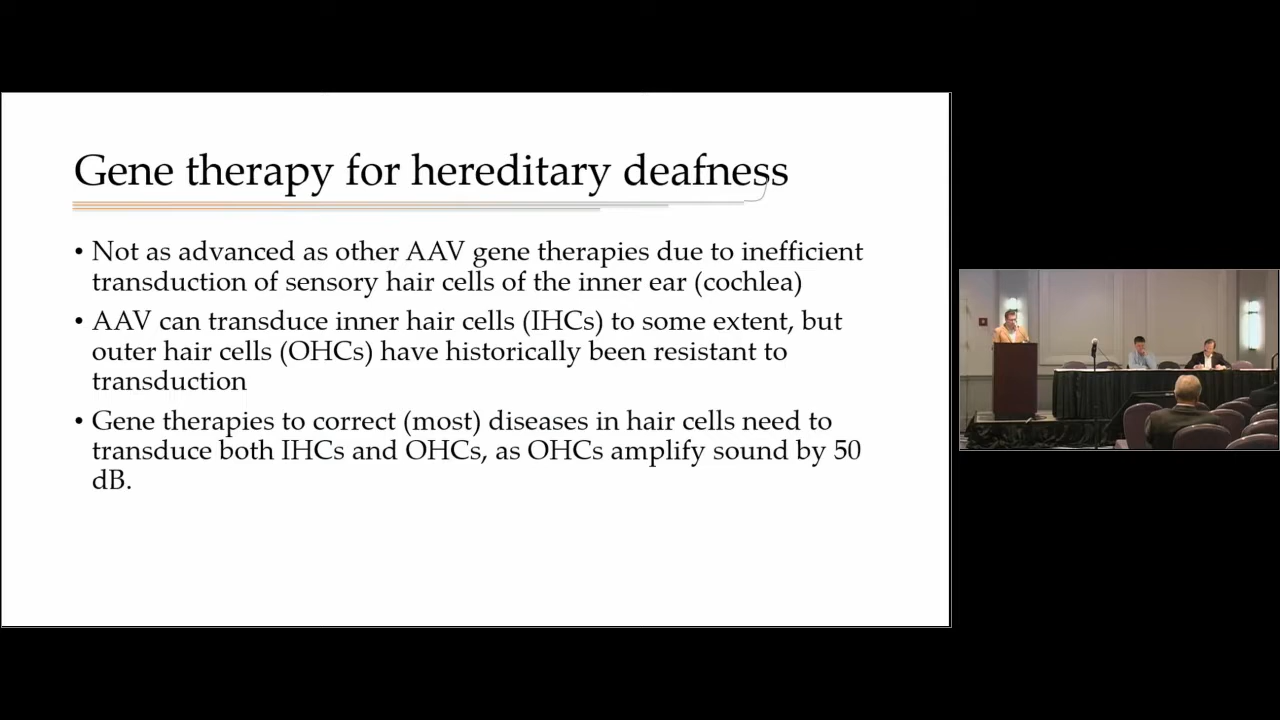 Gene therapy for hereditary deafness
• Not as advanced as other AAV gene therapies due to inefficient
transduction of sensory hair cells of the inner ear (cochlea)
• AAV can transduce inner hair cells (IHCs) to some extent, but
outer hair cells (OHCs) have historically been resistant to
transduction
• Gene therapies to correct (most) diseases in hair cells need to
transduce both IHCs and OHCs, as OHCs amplify sound by 50
dB.